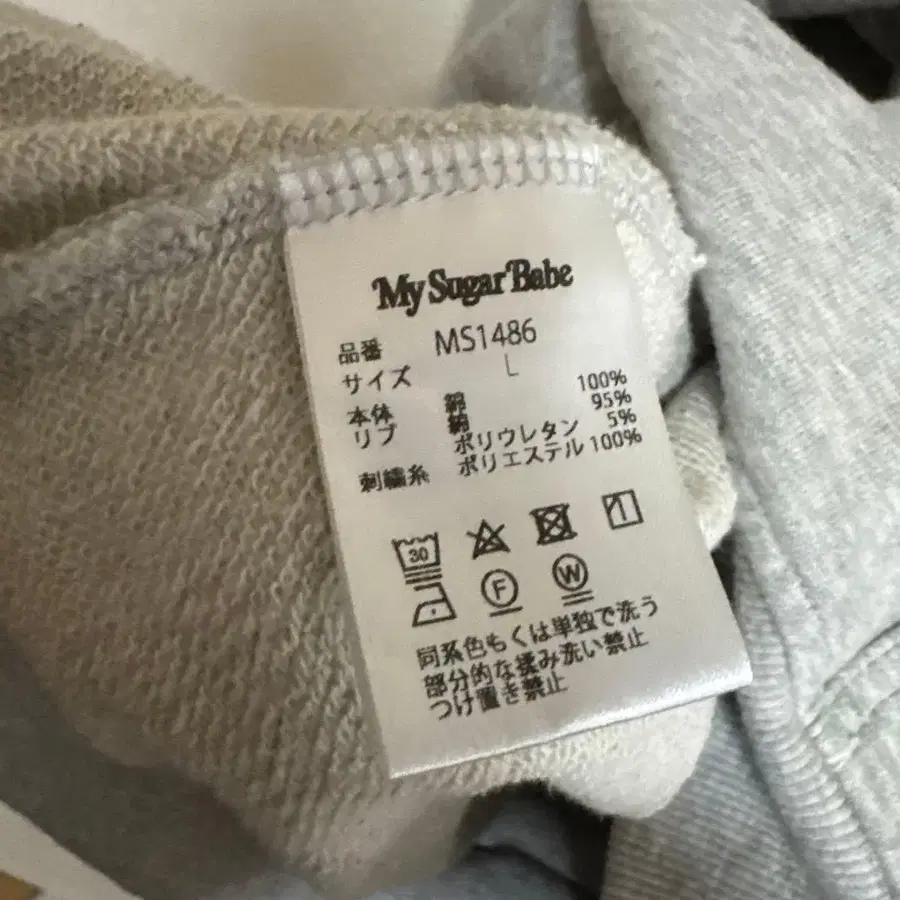 My Sugar Babe
品番 MS1486
サイズ L
本体 綿 100%
リブ 綿 95%
ポリウレタン 5%
刺繍糸 ポリエステル 100%
30
F W
同系色もくは単独で洗う
部分的な揉み洗い禁止
つけ置き禁止